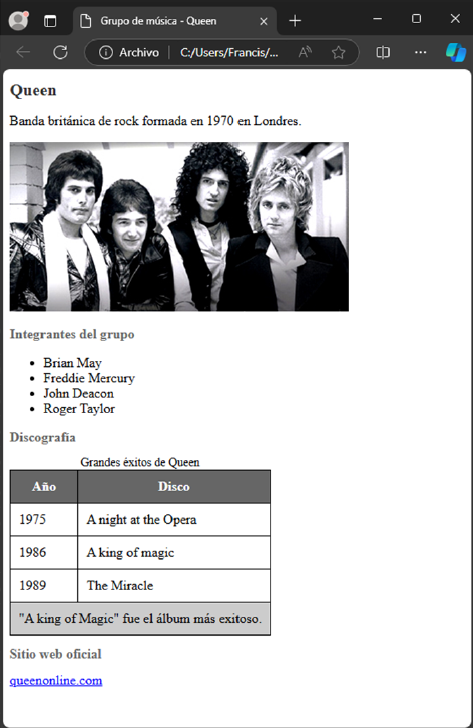 Grupo de música - Queen
Archivo | C:/Users/Francis/...
A))
Queen
Banda británica de rock formada en 1970 en Londres.
Integrantes del grupo
• Brian May
• Freddie Mercury
• John Deacon
• Roger Taylor
Discografía
Grandes éxitos de Queen
Año Disco
1975 A night at the Opera
1986 A king of magic
1989 The Miracle
"A king of Magic" fue el álbum más exitoso.
Sitio web oficial
queenonline.com